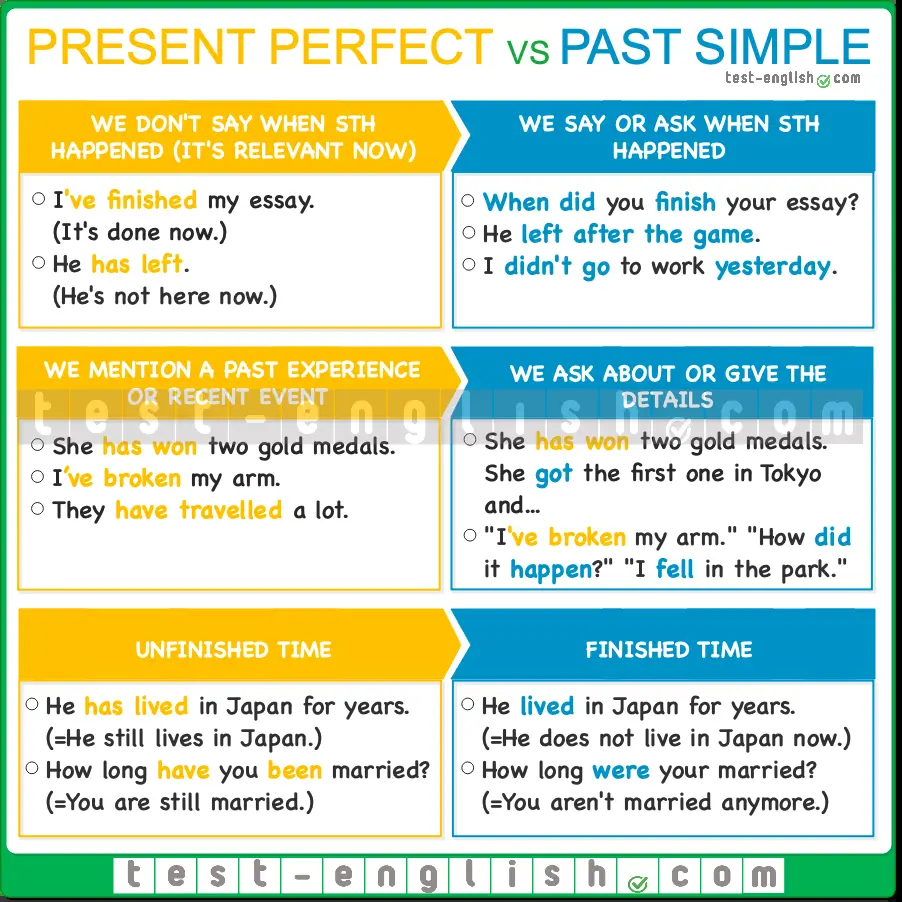 PRESENT PERFECT vs PAST SIMPLE
test-english.com
WE DON'T SAY WHEN STH
HAPPENED (IT'S RELEVANT NOW)
I've finished my essay.
(It's done now.)
He has left.
(He's not here now.)
WE SAY OR ASK WHEN STH
HAPPENED
When did you finish your essay?
He left after the game.
I didn't go to work yesterday.
WE MENTION A PAST EXPERIENCE
OR RECENT EVENT
She has won two gold medals.
I've broken my arm.
They have travelled a lot.
WE ASK ABOUT OR GIVE THE
DETAILS
She has won two gold medals.
She got the first one in Tokyo
and...
"I've broken my arm." "How did
it happen?" "I fell in the park."
test-english.com
UNFINISHED TIME
He has lived in Japan for years.
(=He still lives in Japan.)
How long have you been married?
(=You are still married.)
FINISHED TIME
He lived in Japan for years.
(=He does not live in Japan now.)
How long were your married?
(=You aren't married anymore.)
test-english.com